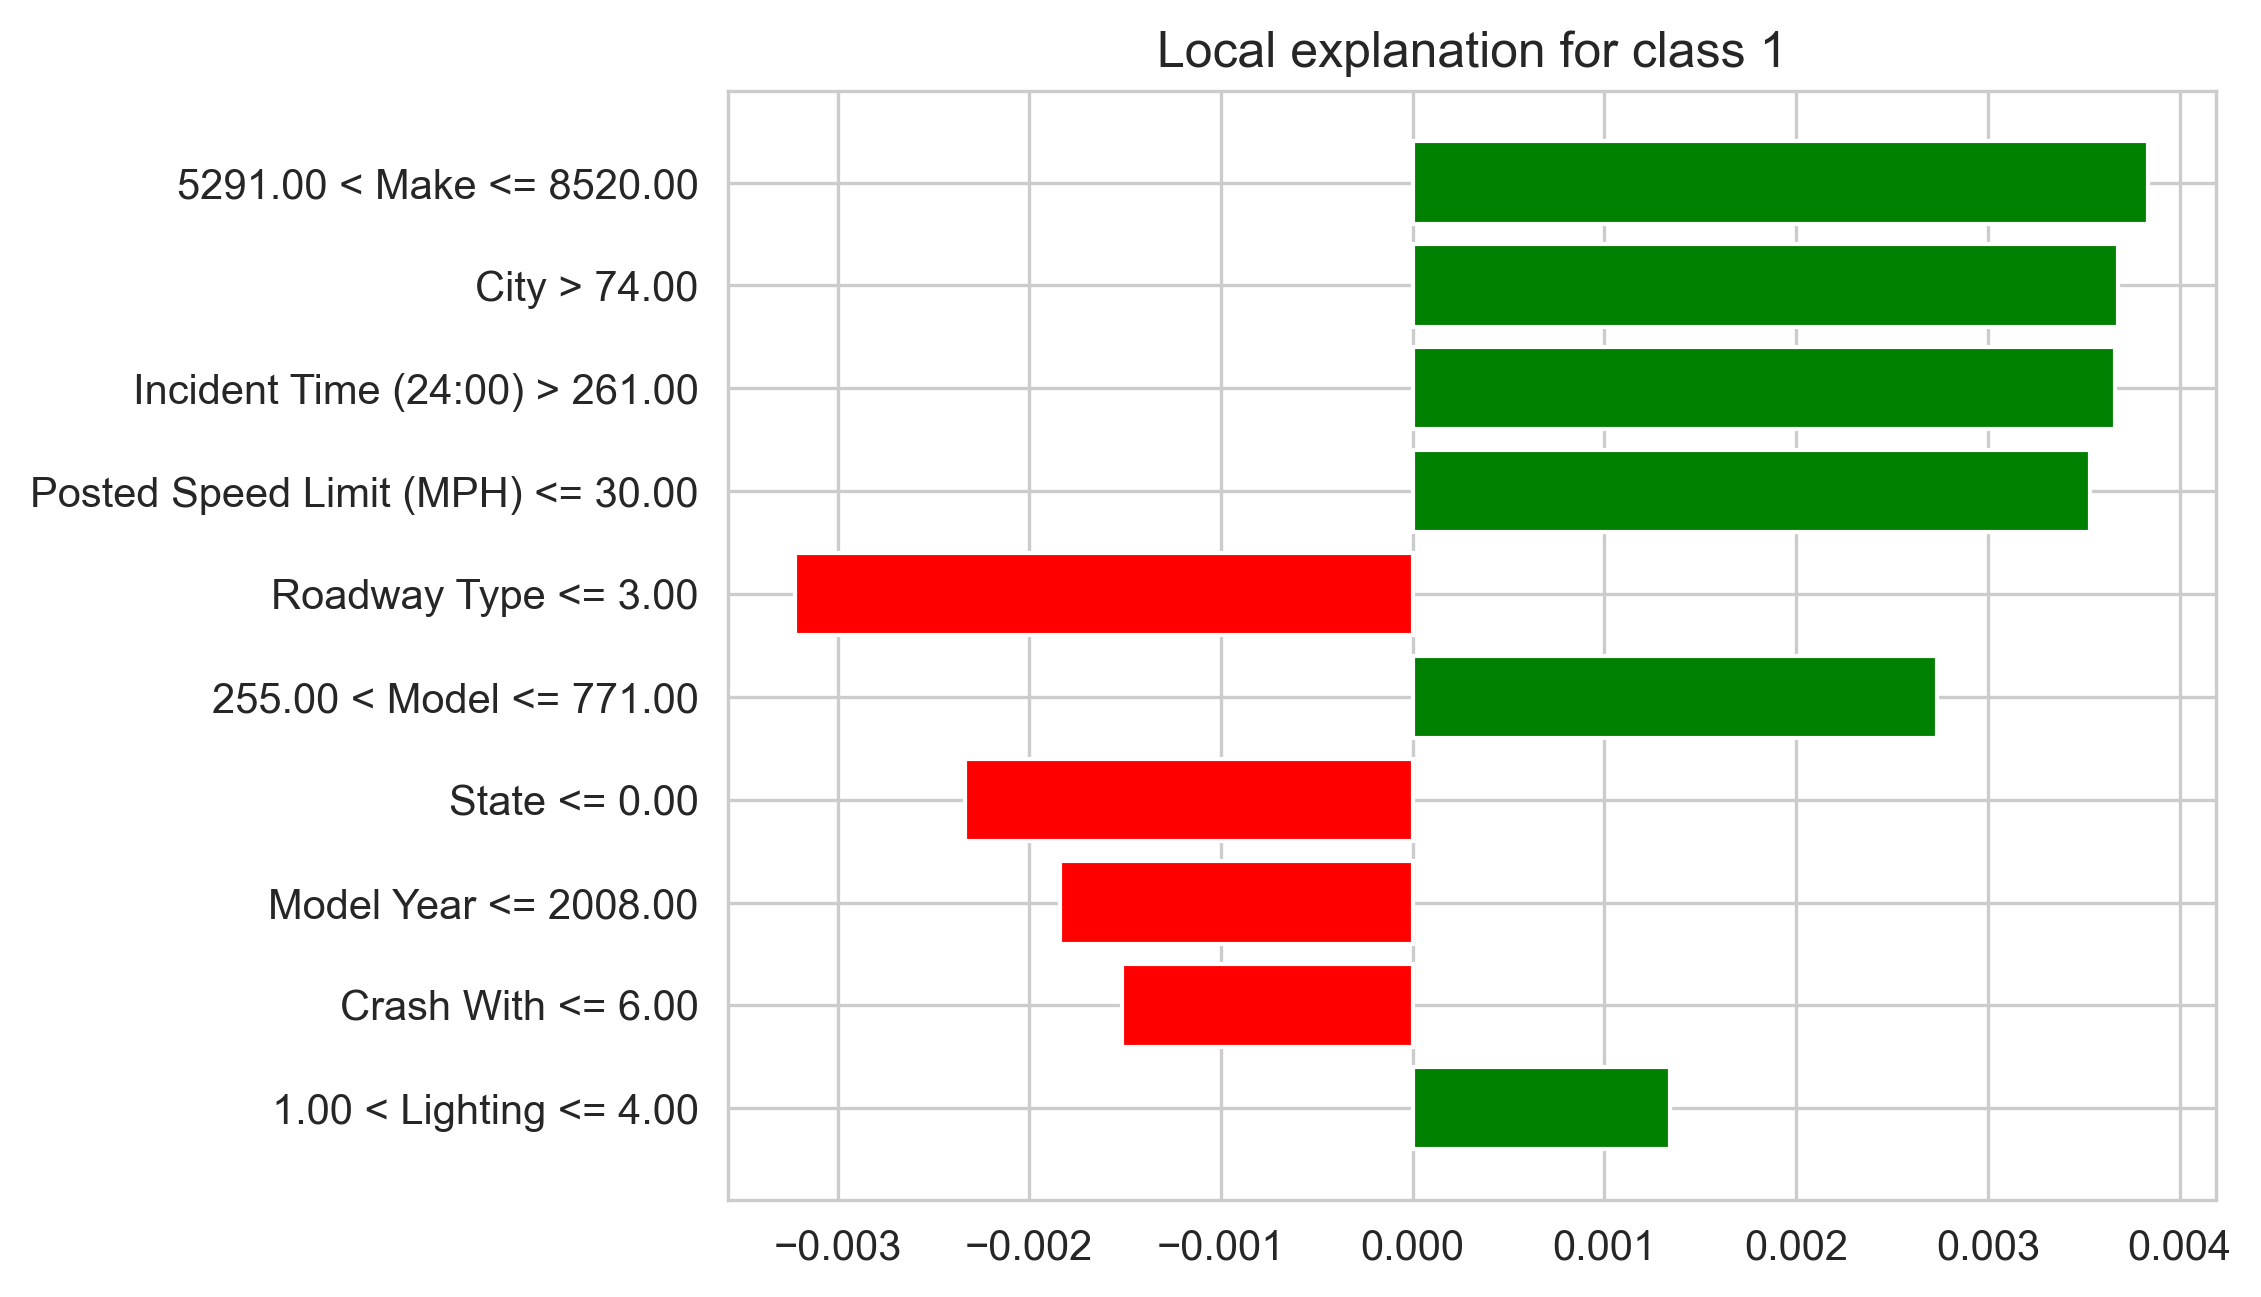 Local explanation for class 1
5291.00 < Make <= 8520.00
City > 74.00
Incident Time (24:00) > 261.00
Posted Speed Limit (MPH) <= 30.00
Roadway Type <= 3.00
255.00 < Model <= 771.00
State <= 0.00
Model Year <= 2008.00
Crash With <= 6.00
1.00 < Lighting <= 4.00
−0.003 −0.002 −0.001 0.000 0.001 0.002 0.003 0.004